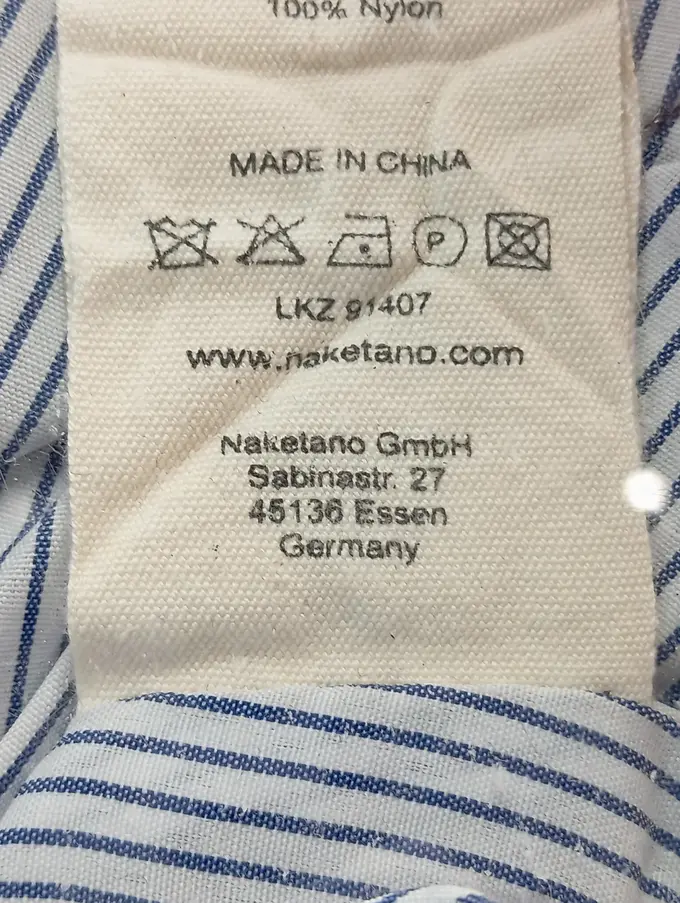 100% Nylon
MADE IN CHINA
P
LKZ 91407
www.naketano.com
Naketano GmbH
Sabinastr. 27
45136 Essen
Germany